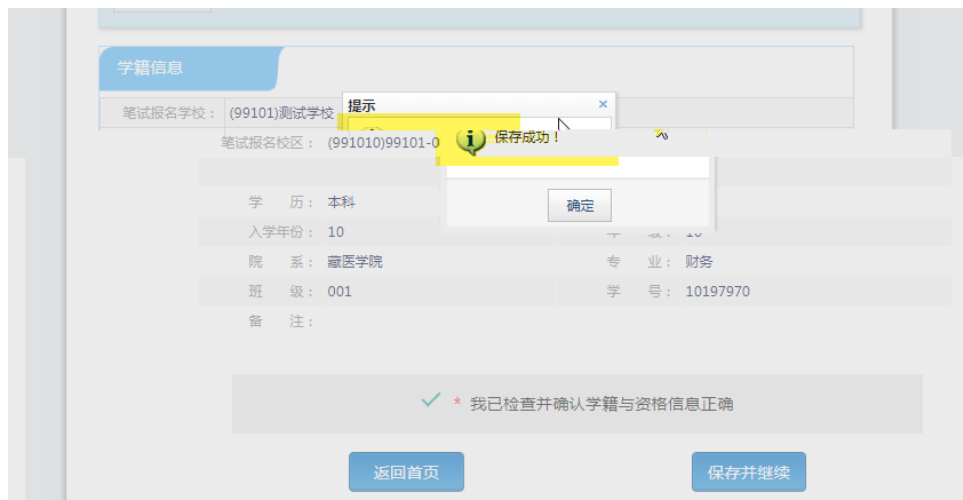 学籍信息
笔试报名学校： (99101)测试学校
提示 ×
笔试报名校区： (991010)99101-0
保存成功！
学 历： 本科
确定
入学年份： 10
院 系： 藏医学院 专 业： 财务
班 级： 001 学 号： 10197970
备 注：
* 我已检查并确认学籍与资格信息正确
返回首页 保存并继续